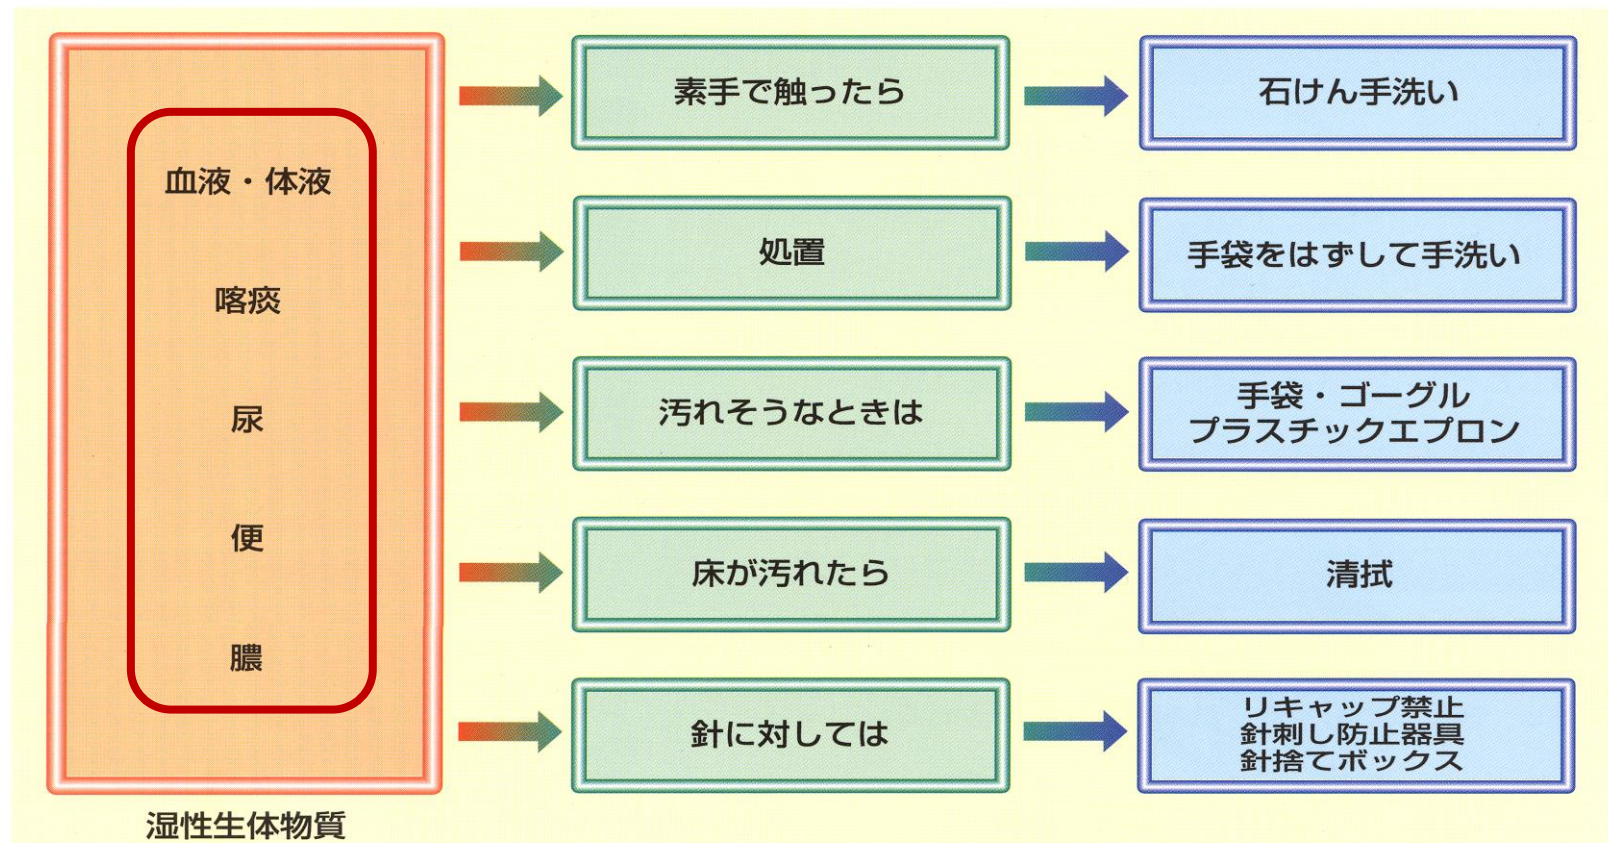 血液・体液
喀痰
尿
便
膿
湿性生体物質
素手で触ったら
石けん手洗い
処置
手袋をはずして手洗い
汚れそうなときは
手袋・ゴーグル
プラスチックエプロン
床が汚れたら
清拭
針に対しては
リキャップ禁止
針刺し防止器具
針捨てボックス